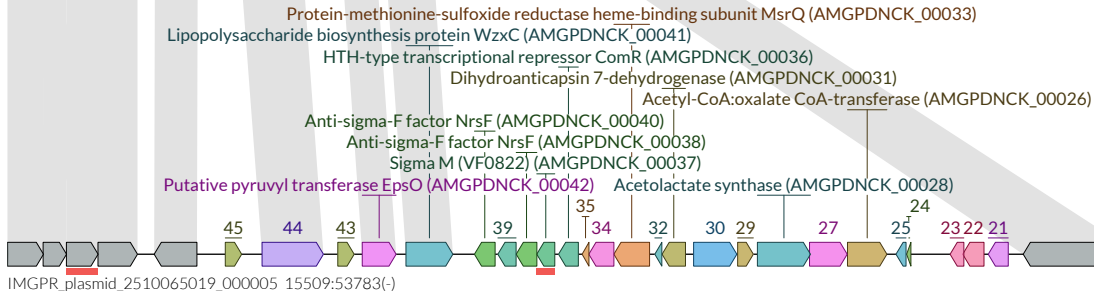 Protein-methionine-sulfoxide reductase heme-binding subunit MsrQ (AMGPDNCK_00033)
Lipopolysaccharide biosynthesis protein WzxC (AMGPDNCK_00041)
HTH-type transcriptional repressor ComR (AMGPDNCK_00036)
Dihydroanticapsin 7-dehydrogenase (AMGPDNCK_00031)
Acetyl-CoA:oxalate CoA-transferase (AMGPDNCK_00026)
Anti-sigma-F factor NrsF (AMGPDNCK_00040)
Anti-sigma-F factor NrsF (AMGPDNCK_00038)
Sigma M (VF0822) (AMGPDNCK_00037)
Putative pyruvyl transferase EpsO (AMGPDNCK_00042) Acetolactate synthase (AMGPDNCK_00028)
35 24
45 44 43 39 34 32 30 29 27 25 23 22 21
IMGPR_plasmid_2510065019_000005 15509:53783(-)